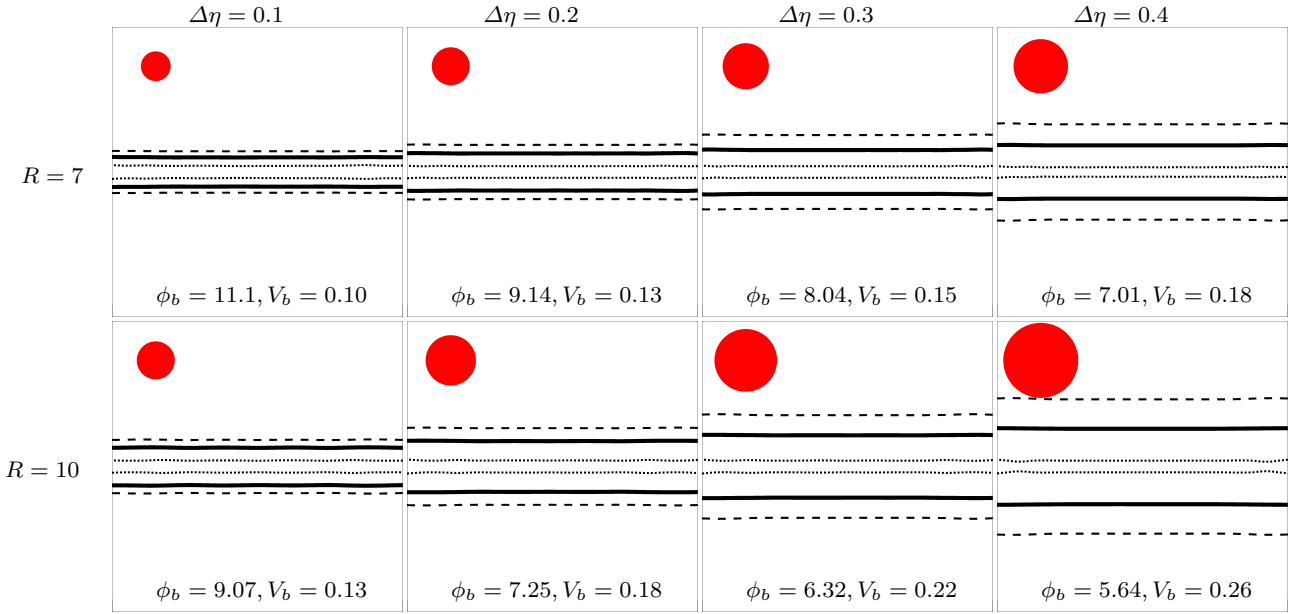 Δη = 0.1 Δη = 0.2 Δη = 0.3 Δη = 0.4
R = 7
ϕ_b = 11.1, V_b = 0.10 ϕ_b = 9.14, V_b = 0.13 ϕ_b = 8.04, V_b = 0.15 ϕ_b = 7.01, V_b = 0.18
R = 10
ϕ_b = 9.07, V_b = 0.13 ϕ_b = 7.25, V_b = 0.18 ϕ_b = 6.32, V_b = 0.22 ϕ_b = 5.64, V_b = 0.26